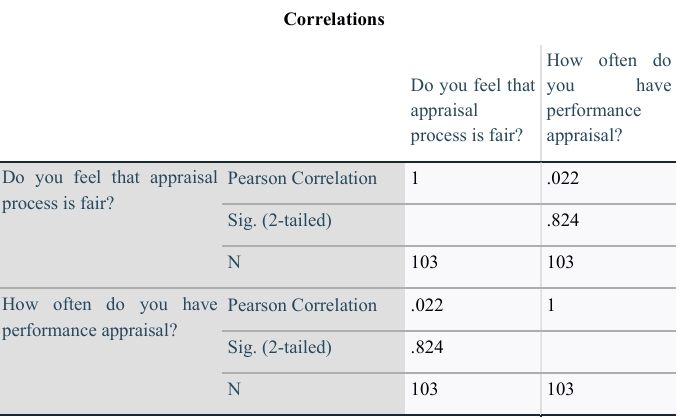 Correlations
How often do
Do you feel that you have
appraisal performance
process is fair? appraisal?
Do you feel that appraisal Pearson Correlation 1 .022
process is fair?
Sig. (2-tailed) .824
N 103 103
How often do you have Pearson Correlation .022 1
performance appraisal?
Sig. (2-tailed) .824
N 103 103